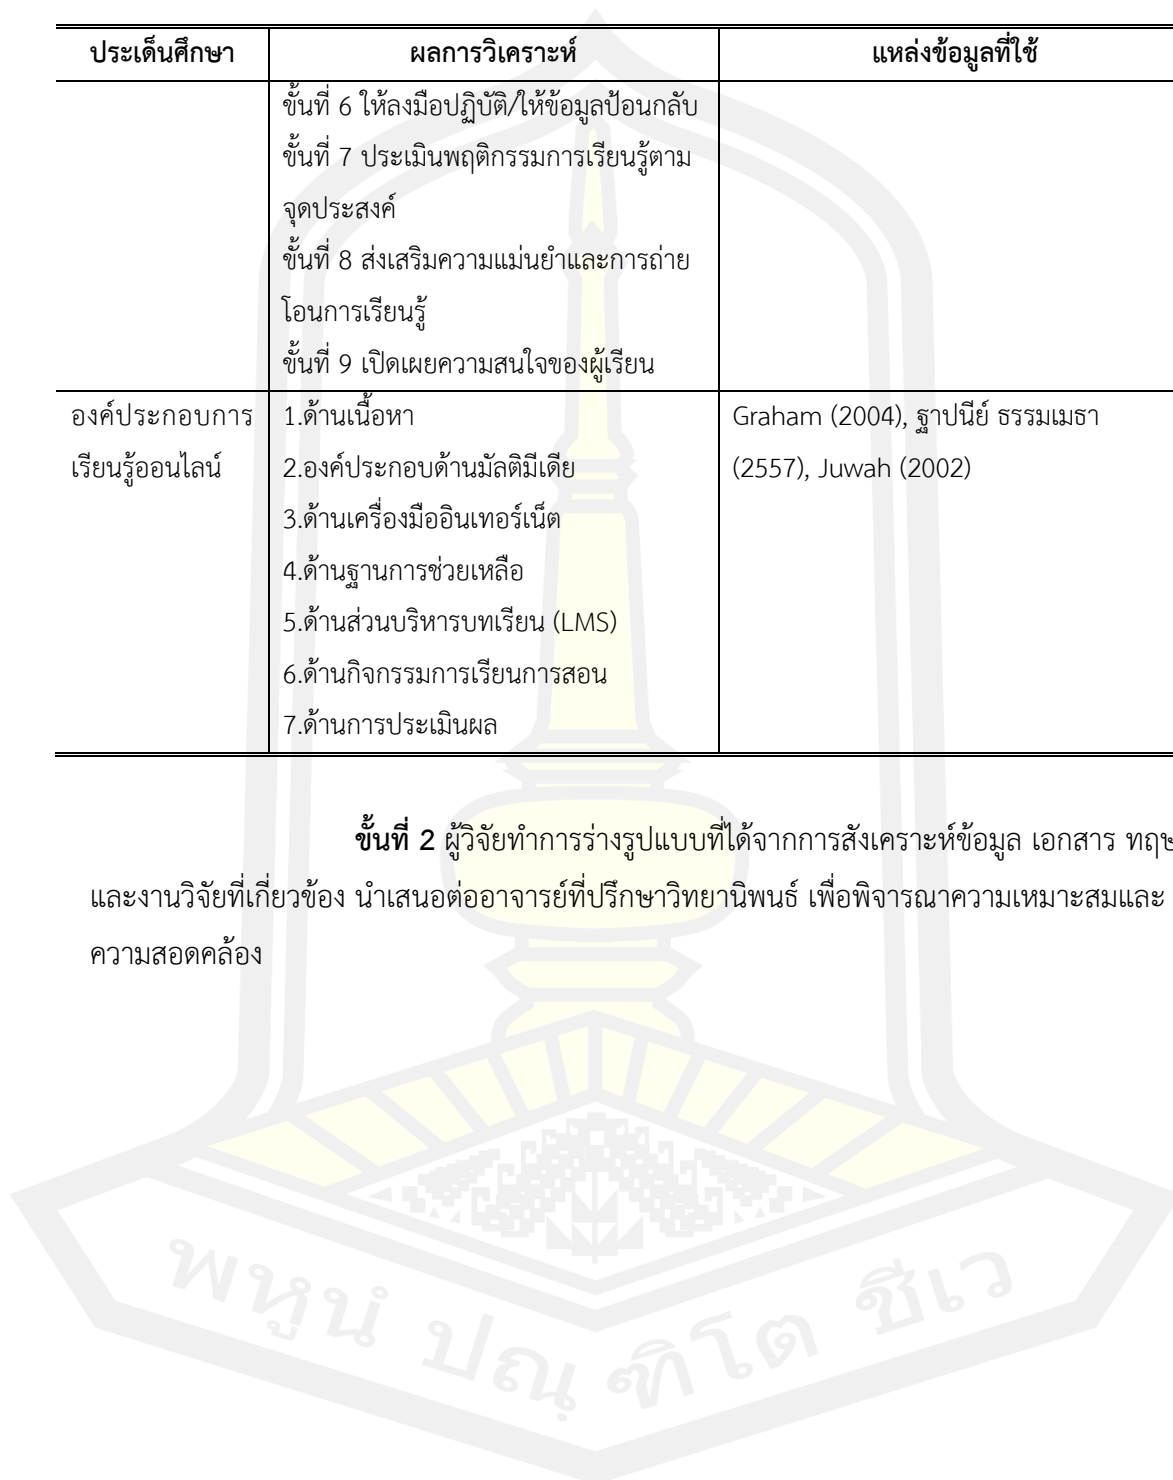 ประเด็นศึกษา ผลการวิเคราะห์ แหล่งข้อมูลที่ใช้
ขั้นที่ 6 ให้ลงมือปฏิบัติ/ให้ข้อมูลป้อนกลับ
ขั้นที่ 7 ประเมินพฤติกรรมการเรียนรู้ตาม
จุดประสงค์
ขั้นที่ 8 ส่งเสริมความแม่นยำและการถ่าย
โอนการเรียนรู้
ขั้นที่ 9 เปิดเผยความสนใจของผู้เรียน
องค์ประกอบการ 1.ด้านเนื้อหา Graham (2004), ฐาปนีย์ ธรรมเมธา
เรียนรู้ออนไลน์ 2.องค์ประกอบด้านมัลติมีเดีย (2557), Juwah (2002)
3.ด้านเครื่องมืออินเทอร์เน็ต
4.ด้านฐานการช่วยเหลือ
5.ด้านส่วนบริหารบทเรียน (LMS)
6.ด้านกิจกรรมการเรียนการสอน
7.ด้านการประเมินผล
ขั้นที่ 2 ผู้วิจัยทำการร่างรูปแบบที่ได้จากการสังเคราะห์ข้อมูล เอกสาร
และงานวิจัยที่เกี่ยวข้อง นำเสนอต่ออาจารย์ที่ปรึกษาวิทยานิพนธ์ เพื่อพิจารณาความเหมาะสมและ
ความสอดคล้อง
พหูนํ ปณฺฑิโต ชีเว